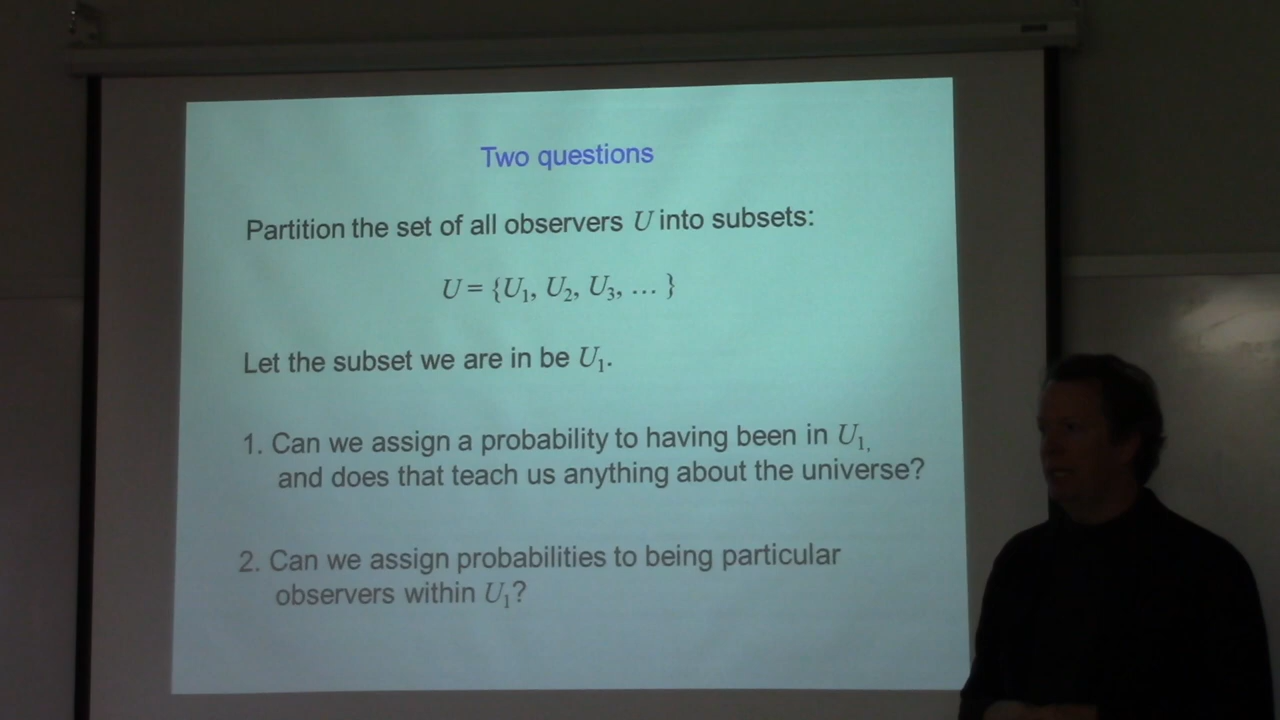 Two questions
Partition the set of all observers U into subsets:
U = {U₁, U₂, U₃, … }
Let the subset we are in be U₁.
1. Can we assign a probability to having been in U₁,
and does that teach us anything about the universe?
2. Can we assign probabilities to being particular
observers within U₁?